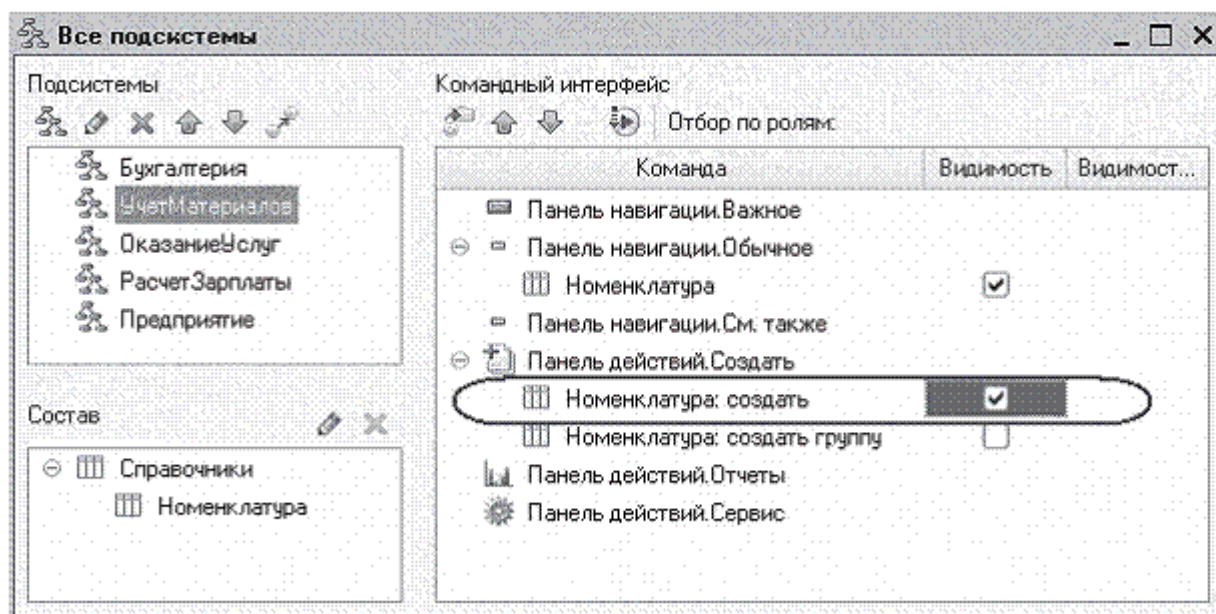 Все подсистемы
Подсистемы
Бухгалтерия
УчетМатериалов
ОказаниеУслуг
РасчетЗарплаты
Предприятие
Состав
Справочники
Номенклатура
Командный интерфейс
Отбор по ролям:
Команда Видимость Видимост...
Панель навигации.Важное
Панель навигации.Обычное
Номенклатура
Панель навигации.См. также
Панель действий.Создать
Номенклатура: создать
Номенклатура: создать группу
Панель действий.Отчеты
Панель действий.Сервис